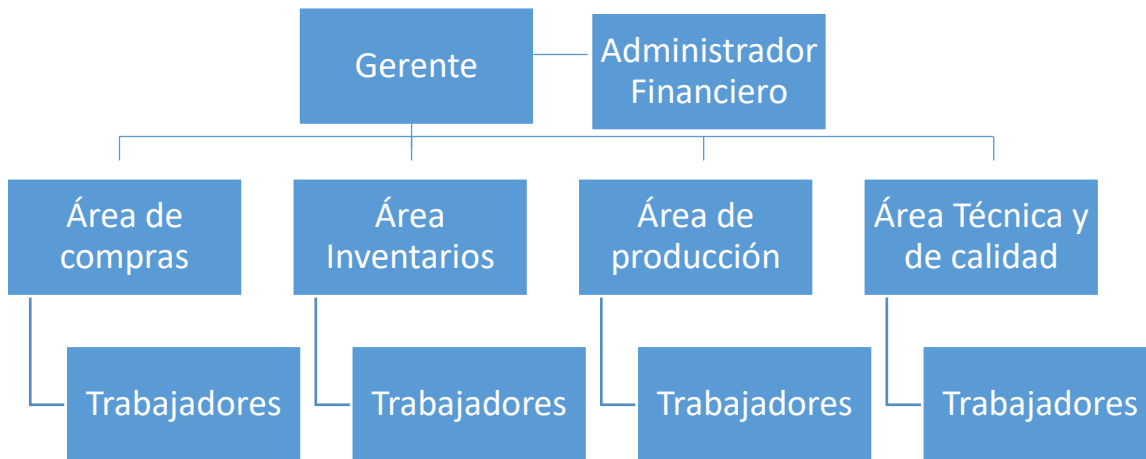 Gerente
Administrador
Financiero
Área de
compras
Área
Inventarios
Área de
producción
Área Técnica y
de calidad
Trabajadores
Trabajadores
Trabajadores
Trabajadores